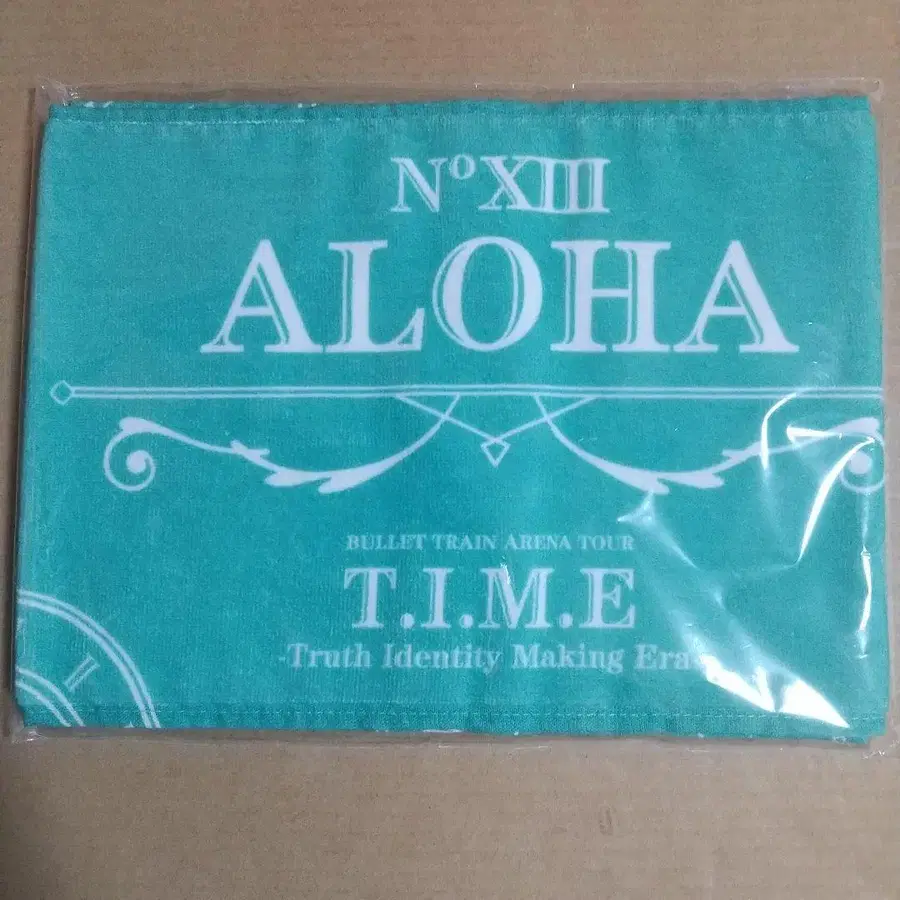 NºXIII
ALOHA
BULLET TRAIN ARENA TOUR
T.I.M.E
-Truth Identity Making Era-
I